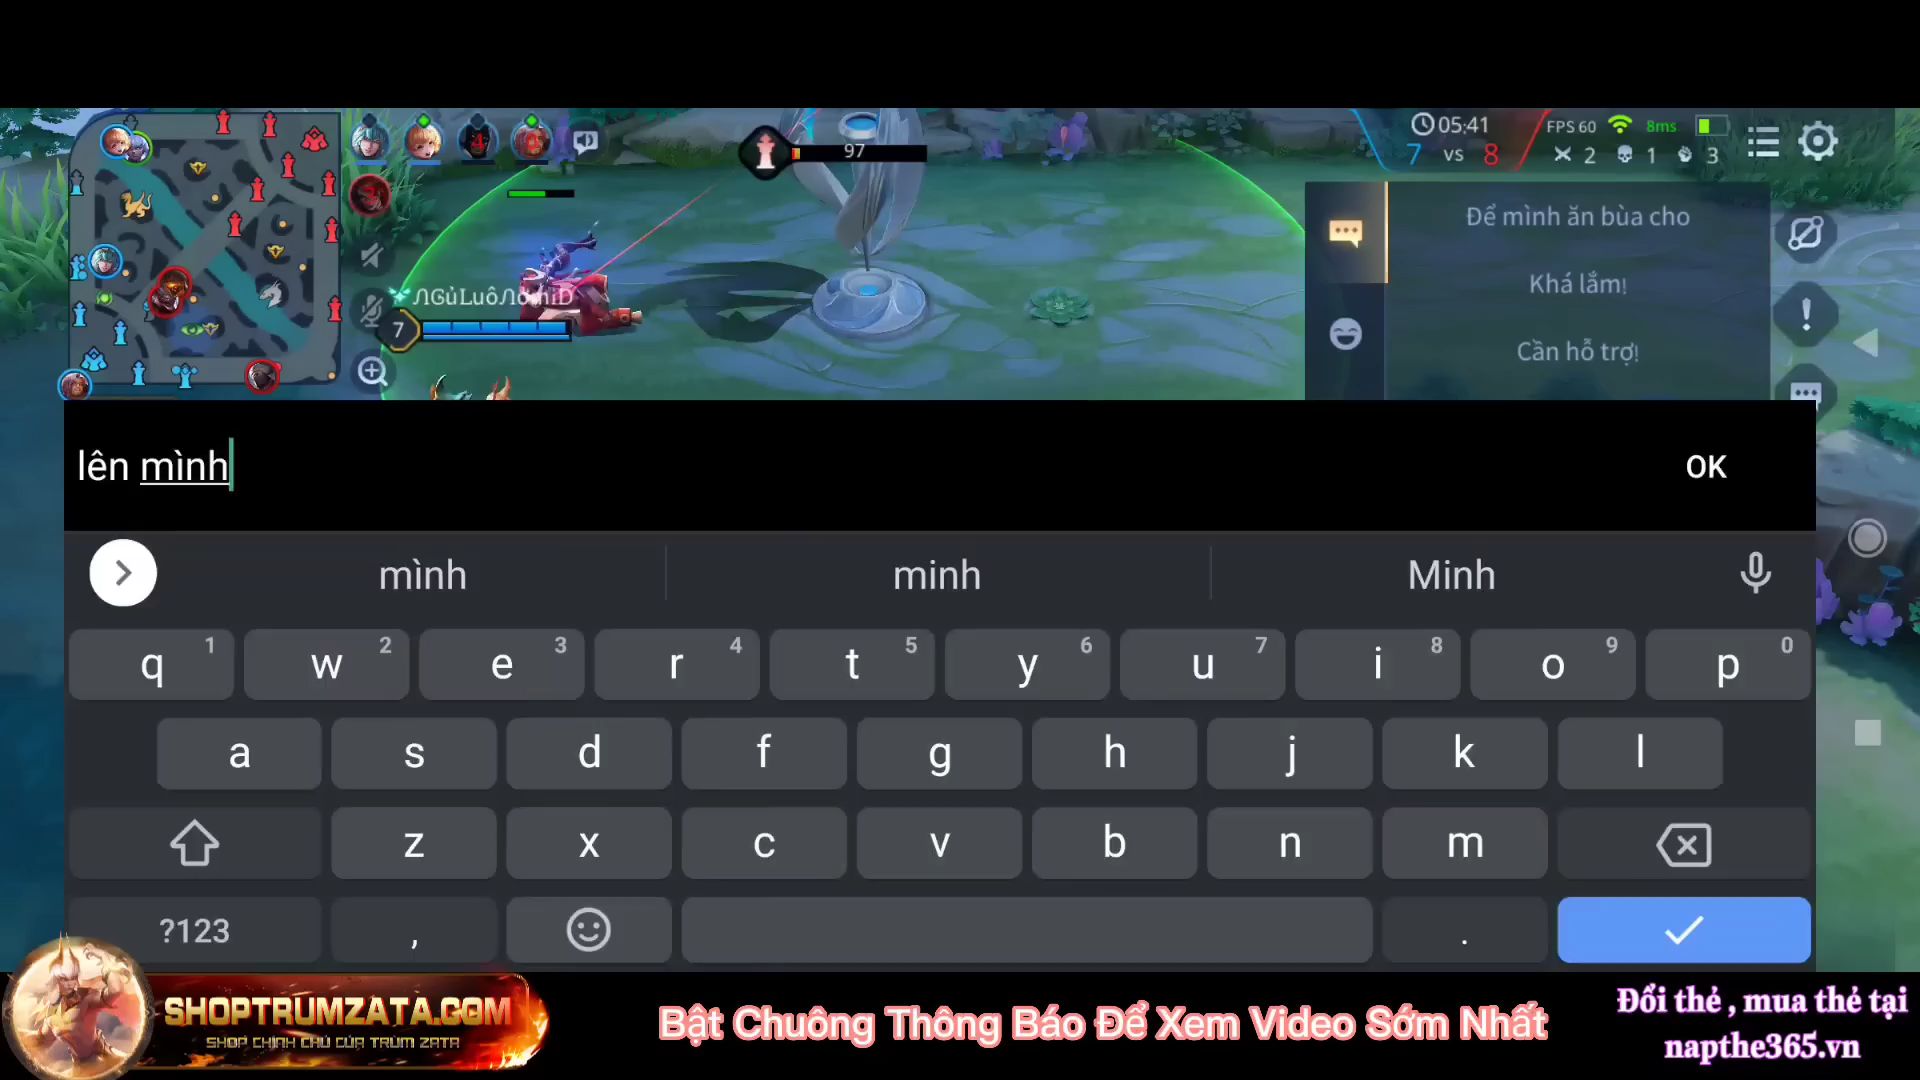 97
05:41
7 vs 8
FPS 60
8ms
2 1 3
Để mình ăn bùa cho
Khá lắm!
Cần hỗ trợ!
7
lên mình
OK
mình minh Minh
q 1 w 2 e 3 r 4 t 5 y 6 u 7 i 8 o 9 p 0
a s d f g h j k l
z x c v b n m
?123 , .
SHOPTRUMZATA.COM
SHOP CHÍNH CHỦ CỦA TRÙM ZATA
Bật Chuông Thông Báo Để Xem Video Sớm Nhất
Đổi thẻ , mua thẻ tại
napthe365.vn